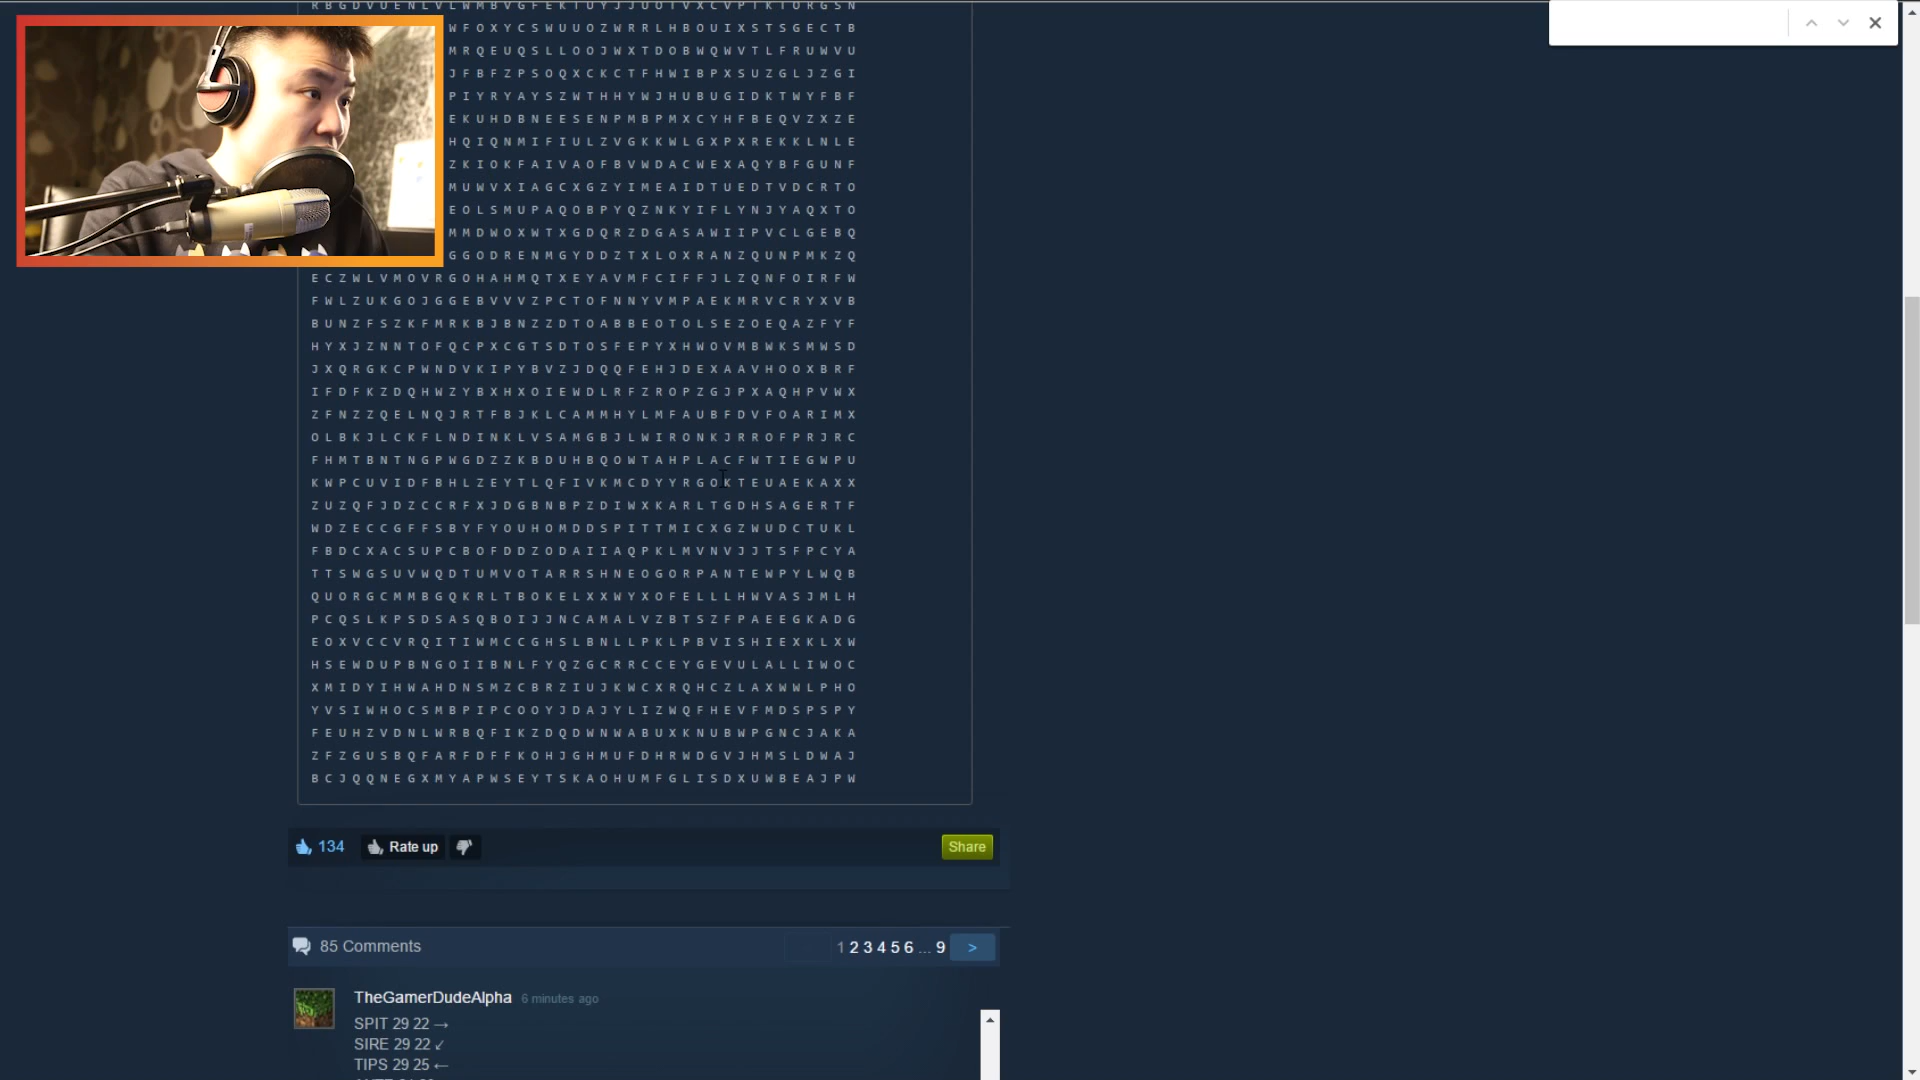 R B G D V U E N L V L W M B V G F E K T U Y J J U O T V X C V P T K T O R G S N
W F O X Y C S W U U O Z W R R L H B O U I X S T S G E C T B
M R Q E U Q S L L O O J W X T D O B W Q W V T L F R U W V U
J F B F Z P S O Q X C K C T F H W I B P X S U Z G L J Z G I
P I Y R Y A Y S Z W T H H Y W J H U B U G I D K T W Y F B F
E K U H D B N E E S E N P M B P M X C Y H F B E Q V Z X Z E
H Q I Q N M I F I U L Z V G K K W L G X P X R E K K L N L E
Z K I O K F A I V A O F B V W D A C W E X A Q Y B F G U N F
M U W V X I A G C X G Z Y I M E A I D T U E D T V D C R T O
E O L S M U P A Q O B P Y Q Z N K Y I F L Y N J Y A Q X T O
M M D W O X W T X G D Q R Z D G A S A W I I P V C L G E B Q
G G O D R E N M G Y D D Z T X L O X R A N Z Q U N P M K Z Q
E C Z W L V M O V R G O H A H M Q T X E Y A V M F C I F F J L Z Q N F O I R F W
F W L Z U K G O J G G E B V V V Z P C T O F N N Y V M P A E K M R V C R Y X V B
B U N Z F S Z K F M R K B J B N Z Z D T O A B B E O T O L S E Z O E Q A Z F Y F
H Y X J Z N N T O F Q C P X C G T S D T O S F E P Y X H W O V M B W K S M W S D
J X Q R G K C P W N D V K I P Y B V Z J D Q Q F E H J D E X A A V H O O X B R F
I F D F K Z D Q H W Z Y B X H X O I E W D L R F Z R O P Z G J P X A Q H P V W X
Z F N Z Z Q E L N Q J R T F B J K L C A M M H Y L M F A U B F D V F O A R I M X
O L B K J L C K F L N D I N K L V S A M G B J L W I R O N K J R R O F P R J R C
F H M T B N T N G P W G D Z Z K B D U H B Q O W T A H P L A C F W T I E G W P U
K W P C U V I D F B H L Z E Y T L Q F I V K M C D Y Y R G O K T E U A E K A X X
Z U Z Q F J D Z C C R F X J D G B N B P Z D I W X K A R L T G D H S A G E R T F
W D Z E C C G F F S B Y F Y O U H O M D D S P I T T M I C X G Z W U D C T U K L
F B D C X A C S U P C B O F D D Z O D A I I A Q P K L M V N V J J T S F P C Y A
T T S W G S U V W Q D T U M V O T A R R S H N E O G O R P A N T E W P Y L W Q B
Q U O R G C M M B G Q K R L T B O K E L X X W Y X O F E L L L H W V A S J M L H
P C Q S L K P S D S A S Q B O I J J N C A M A L V Z B T S Z F P A E E G K A D G
E O X V C C V R Q I T I W M C C G H S L B N L L P K L P B V I S H I E X K L X W
H S E W D U P B N G O I I B N L F Y Q Z G C R R C C E Y G E V U L A L L I W O C
X M I D Y I H W A H D N S M Z C B R Z I U J K W C X R Q H C Z L A X W W L P H O
Y V S I W H O C S M B P I P C O O Y J D A J Y L I Z W Q F H E V F M D S P S P Y
F E U H Z V D N L W R B Q F I K Z D Q D W N W A B U X K N U B W P G N C J A K A
Z F Z G U S B Q F A R F D F F K O H J G H M U F D H R W D G V J H M S L D W A J
B C J Q Q N E G X M Y A P W S E Y T S K A O H U M F G L I S D X U W B E A J P W
134 Rate up Share
85 Comments 1 2 3 4 5 6 ... 9 >
TheGamerDudeAlpha 6 minutes ago
SPIT 29 22 →
SIRE 29 22 ↙
TIPS 29 25 ←